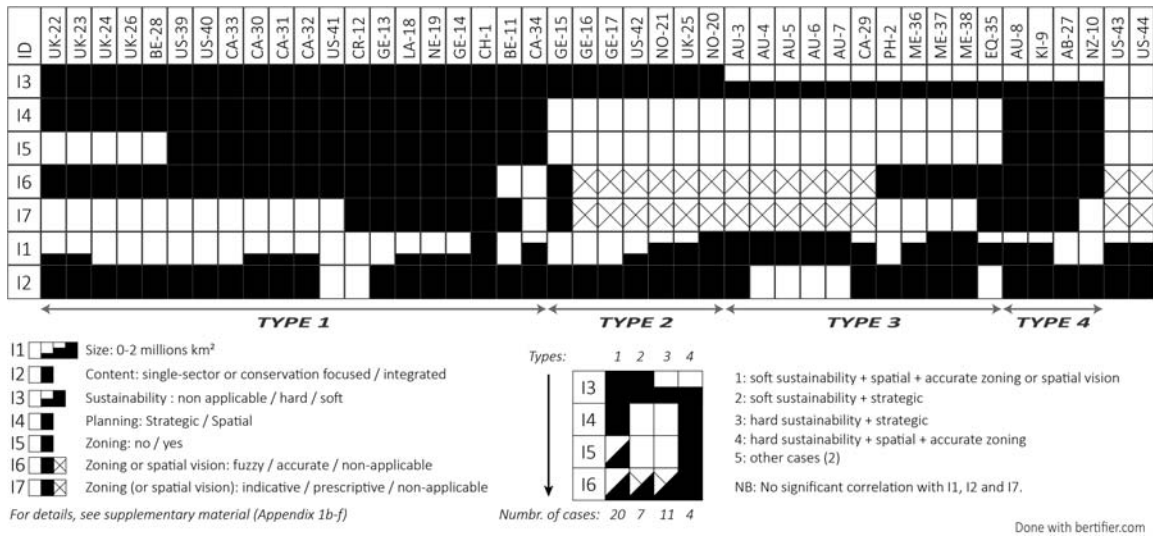 ID UK-22 UK-23 UK-24 UK-26 BE-28 US-39 US-40 CA-33 CA-30 CA-31 CA-32 US-41 CR-12 GE-13 LA-18 NE-19 GE-14 CH-1 BE-11 CA-34 GE-15 GE-16 GE-17 US-42 NO-21 UK-25 NO-20 AU-3 AU-4 AU-5 AU-6 AU-7 CA-29 PH-2 ME-36 ME-37 ME-38 EQ-35 AU-8 KI-9 AB-27 NZ-10 US-43 US-44
I3
I4
I5
I6
I7
I1
I2
TYPE 1 TYPE 2 TYPE 3 TYPE 4
I1 Size: 0-2 millions km²
I2 Content: single-sector or conservation focused / integrated
I3 Sustainability : non applicable / hard / soft
I4 Planning: Strategic / Spatial
I5 Zoning: no / yes
I6 Zoning or spatial vision: fuzzy / accurate / non-applicable
I7 Zoning (or spatial vision): indicative / prescriptive / non-applicable
For details, see supplementary material (Appendix 1b-f)
Types: 1 2 3 4
I3
I4
I5
I6
Numbr. of cases: 20 7 11 4
1: soft sustainability + spatial + accurate zoning or spatial vision
2: soft sustainability + strategic
3: hard sustainability + strategic
4: hard sustainability + spatial + accurate zoning
5: other cases (2)
NB: No significant correlation with I1, I2 and I7.
Done with bertifier.com